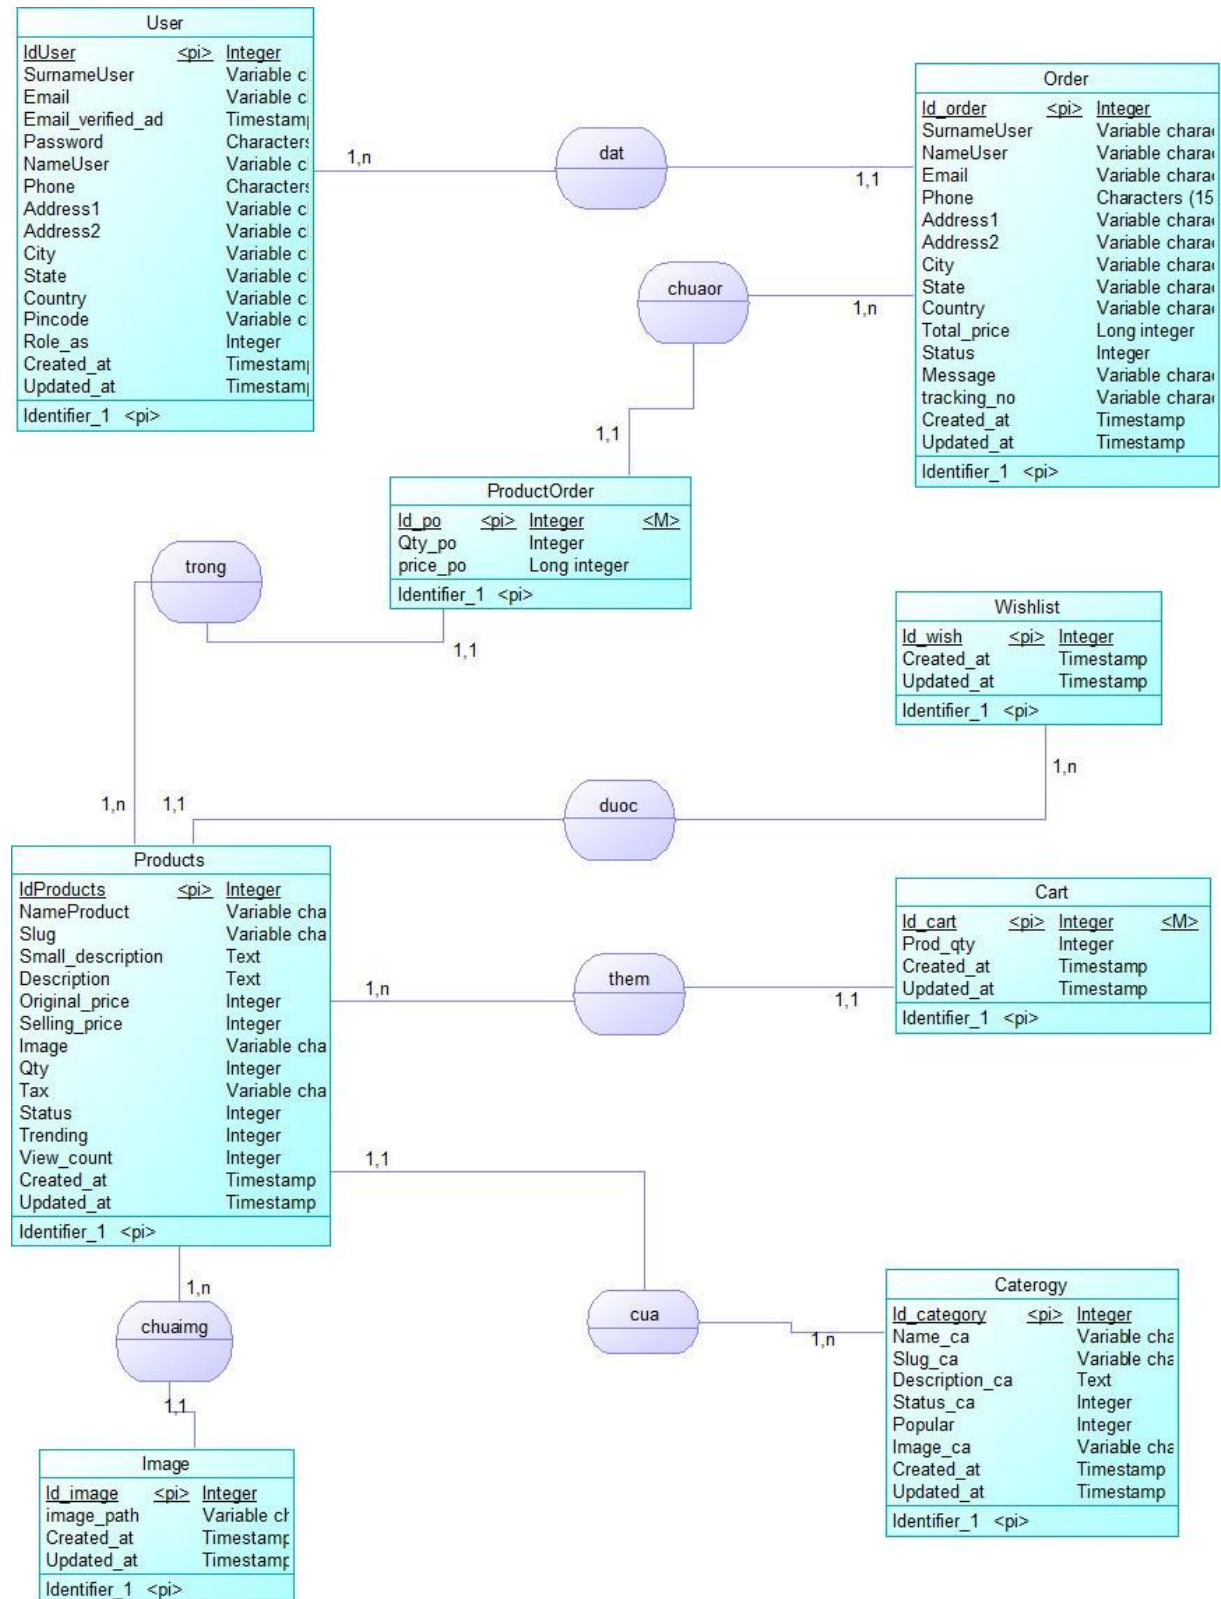 User
IdUser <pi> Integer
SurnameUser Variable c
Email Variable c
Email_verified_ad Timestam
Password Characters
NameUser Variable c
Phone Characters
Address1 Variable c
Address2 Variable c
City Variable c
State Variable c
Country Variable c
Pincode Variable c
Role_as Integer
Created_at Timestam
Updated_at Timestam
Identifier_1 <pi>
1,n
dat
1,1
Order
Id_order <pi> Integer
SurnameUser Variable chara
NameUser Variable chara
Email Variable chara
Phone Characters (15
Address1 Variable chara
Address2 Variable chara
City Variable chara
State Variable chara
Country Variable chara
Total_price Long integer
Status Integer
Message Variable chara
tracking_no Variable chara
Created_at Timestamp
Updated_at Timestamp
Identifier_1 <pi>
chuaor
1,n
1,1
ProductOrder
Id_po <pi> Integer <M>
Qty_po Integer
price_po Long integer
Identifier_1 <pi>
trong
1,1
1,n
Wishlist
Id_wish <pi> Integer
Created_at Timestamp
Updated_at Timestamp
Identifier_1 <pi>
1,n
duoc
1,1
Products
IdProducts <pi> Integer
NameProduct Variable cha
Slug Variable cha
Small_description Text
Description Text
Original_price Integer
Selling_price Integer
Image Variable cha
Qty Integer
Tax Variable cha
Status Integer
Trending Integer
View_count Integer
Created_at Timestamp
Updated_at Timestamp
Identifier_1 <pi>
1,n
them
1,1
Cart
Id_cart <pi> Integer <M>
Prod_qty Integer
Created_at Timestamp
Updated_at Timestamp
Identifier_1 <pi>
1,1
cua
1,n
Caterogy
Id_category <pi> Integer
Name_ca Variable cha
Slug_ca Variable cha
Description_ca Text
Status_ca Integer
Popular Integer
Image_ca Variable cha
Created_at Timestamp
Updated_at Timestamp
Identifier_1 <pi>
1,n
chuaimg
1,1
Image
Id_image <pi> Integer
image_path Variable ch
Created_at Timestamp
Updated_at Timestamp
Identifier_1 <pi>